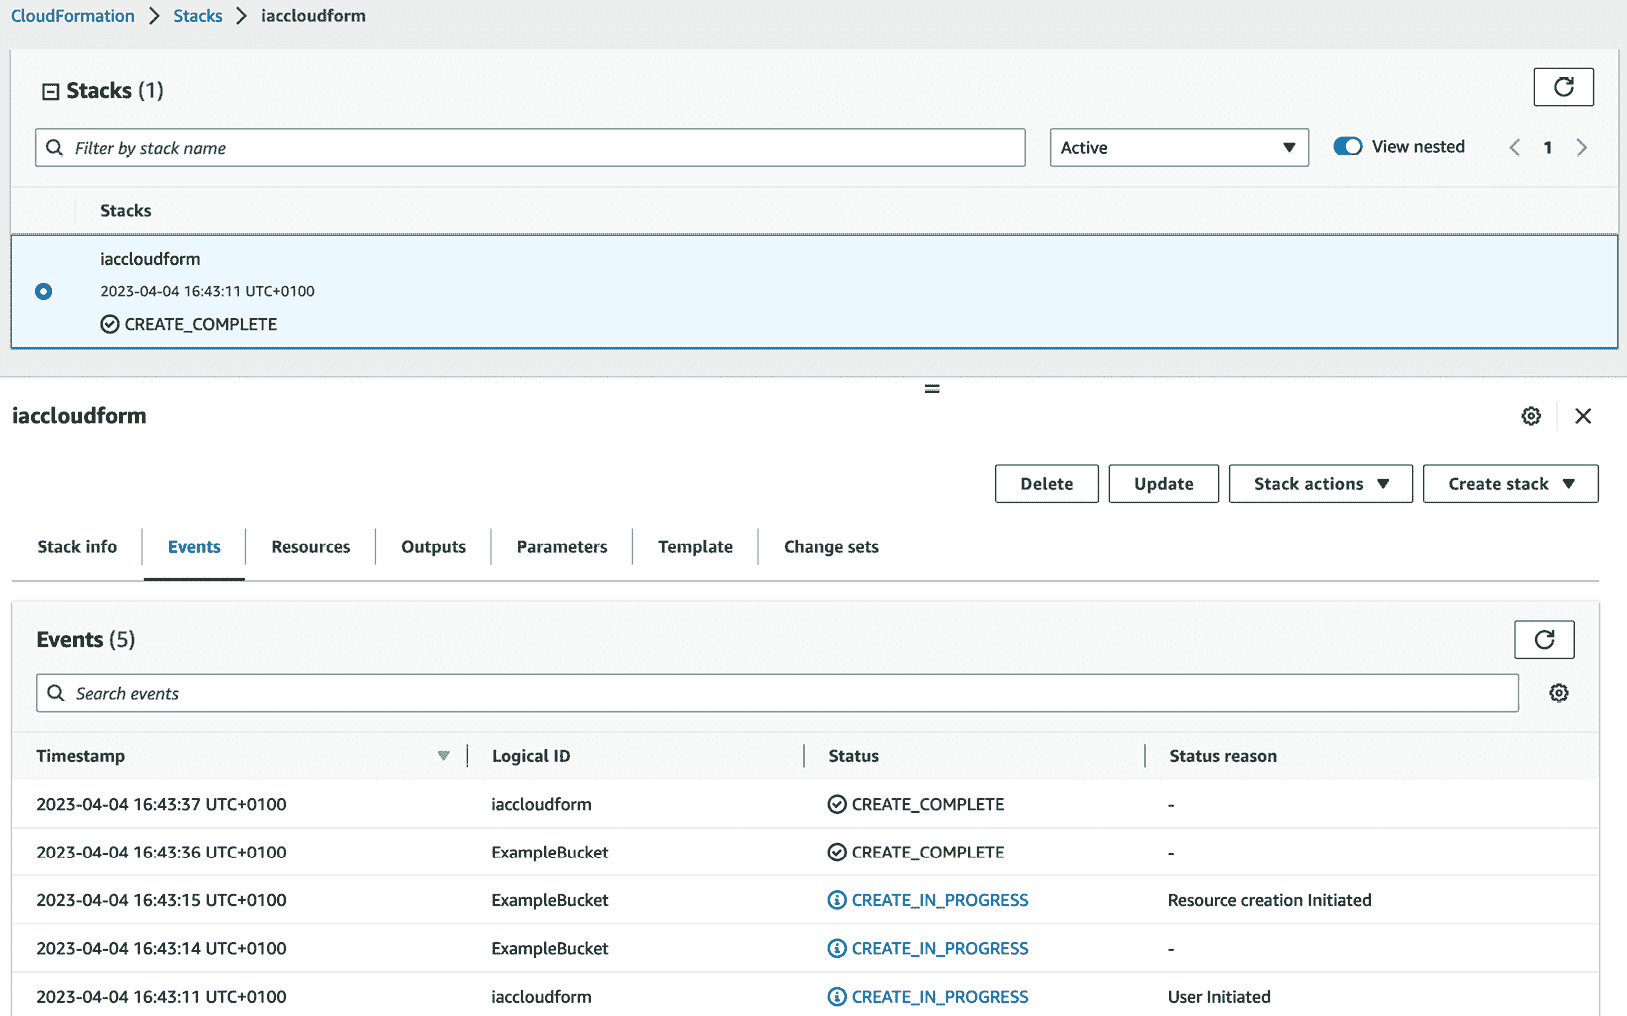 CloudFormation > Stacks > iaccloudform
Stacks (1)
Filter by stack name Active View nested 1
Stacks
iaccloudform
2023-04-04 16:43:11 UTC+0100
CREATE_COMPLETE
iaccloudform
Delete Update Stack actions Create stack
Stack info Events Resources Outputs Parameters Template Change sets
Events (5)
Search events
Timestamp Logical ID Status Status reason
2023-04-04 16:43:37 UTC+0100 iaccloudform CREATE_COMPLETE -
2023-04-04 16:43:36 UTC+0100 ExampleBucket CREATE_COMPLETE -
2023-04-04 16:43:15 UTC+0100 ExampleBucket CREATE_IN_PROGRESS Resource creation Initiated
2023-04-04 16:43:14 UTC+0100 ExampleBucket CREATE_IN_PROGRESS -
2023-04-04 16:43:11 UTC+0100 iaccloudform CREATE_IN_PROGRESS User Initiated